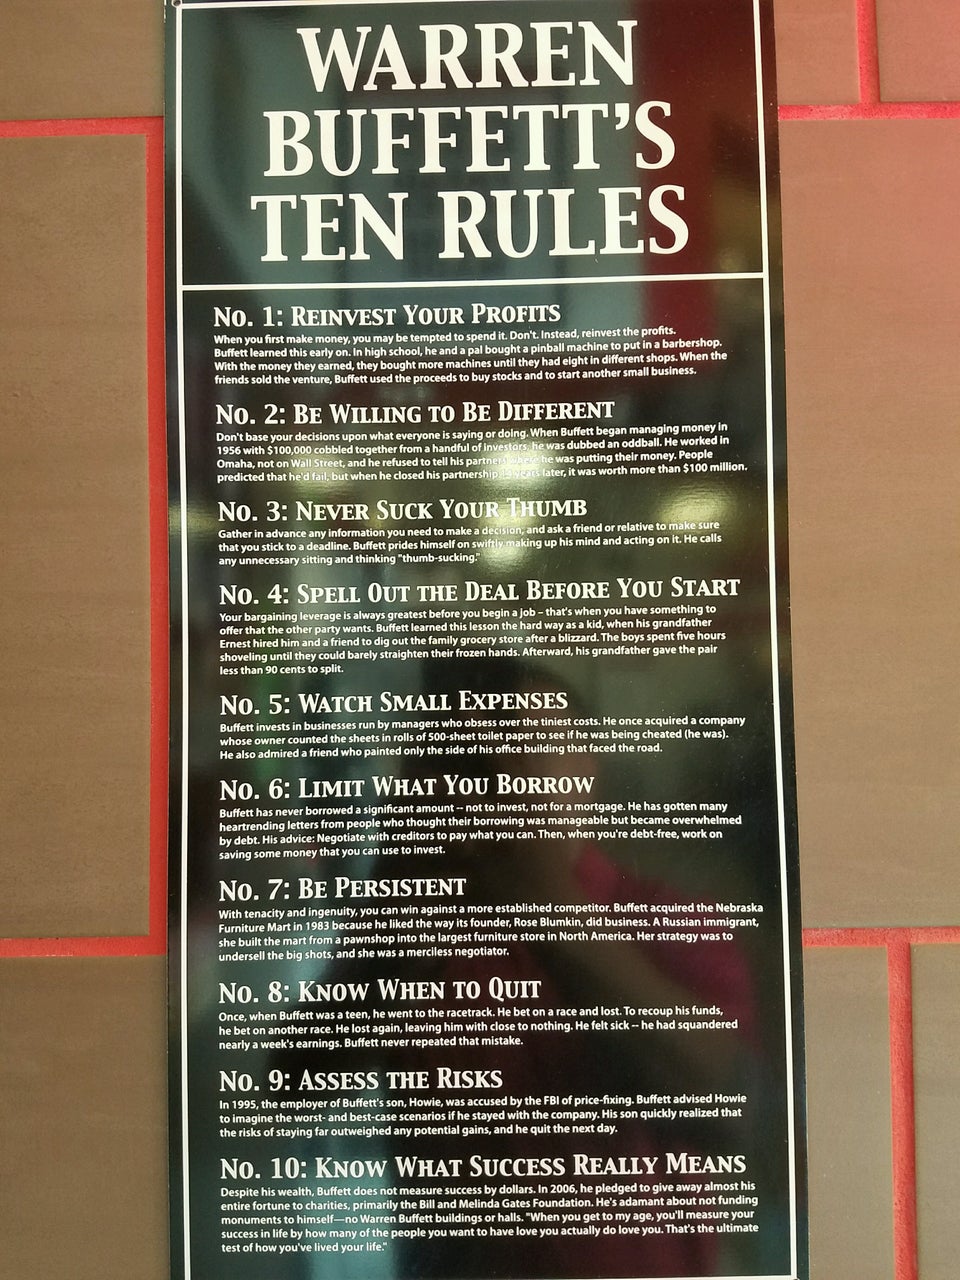 WARREN
BUFFETT'S
TEN RULES
No. 1: REINVEST YOUR PROFITS
When you first make money, you may be tempted to spend it. Don't. Instead, reinvest the profits.
Buffett learned this early on. In high school, he and a pal bought a pinball machine to put in a barbershop.
With the money they earned, they bought more machines until they had eight in different shops. When the
friends sold the venture, Buffett used the proceeds to buy stocks and to start another small business.
No. 2: BE WILLING TO BE DIFFERENT
Don't base your decisions upon what everyone is saying or doing. When Buffett began managing money in
1956 with $100,000 cobbled together from a handful of investors, he was dubbed an oddball. He worked in
Omaha, not on Wall Street, and he refused to tell his partners where he was putting their money. People
predicted that he'd fail, but when he closed his partnership years later, it was worth more than $100 million.
No. 3: NEVER SUCK YOUR THUMB
Gather in advance any information you need to make a decision, and ask a friend or relative to make sure
that you stick to a deadline. Buffett prides himself on swiftly making up his mind and acting on it. He calls
any unnecessary sitting and thinking "thumb-sucking."
No. 4: SPELL OUT THE DEAL BEFORE YOU START
Your bargaining leverage is always greatest before you begin a job – that's when you have something to
offer that the other party wants. Buffett learned this lesson the hard way as a kid, when his grandfather
Ernest hired him and a friend to dig out the family grocery store after a blizzard. The boys spent five hours
shoveling until they could barely straighten their frozen hands. Afterward, his grandfather gave the pair
less than 90 cents to split.
No. 5: WATCH SMALL EXPENSES
Buffett invests in businesses run by managers who obsess over the tiniest costs. He once acquired a company
whose owner counted the sheets in rolls of 500-sheet toilet paper to see if he was being cheated (he was).
He also admired a friend who painted only the side of his office building that faced the road.
No. 6: LIMIT WHAT YOU BORROW
Buffett has never borrowed a significant amount -- not to invest, not for a mortgage. He has gotten many
heartrending letters from people who thought their borrowing was manageable but became overwhelmed
by debt. His advice: Negotiate with creditors to pay what you can. Then, when you're debt-free, work on
saving some money that you can use to invest.
No. 7: BE PERSISTENT
With tenacity and ingenuity, you can win against a more established competitor. Buffett acquired the Nebraska
Furniture Mart in 1983 because he liked the way its founder, Rose Blumkin, did business. A Russian immigrant,
she built the mart from a pawnshop into the largest furniture store in North America. Her strategy was to
undersell the big shots, and she was a merciless negotiator.
No. 8: KNOW WHEN TO QUIT
Once, when Buffett was a teen, he went to the racetrack. He bet on a race and lost. To recoup his funds,
he bet on another race. He lost again, leaving him with close to nothing. He felt sick -- he had squandered
nearly a week's earnings. Buffett never repeated that mistake.
No. 9: ASSESS THE RISKS
In 1995, the employer of Buffett's son, Howie, was accused by the FBI of price-fixing. Buffett advised Howie
to imagine the worst- and best-case scenarios if he stayed with the company. His son quickly realized that
the risks of staying far outweighed any potential gains, and he quit the next day.
No. 10: KNOW WHAT SUCCESS REALLY MEANS
Despite his wealth, Buffett does not measure success by dollars. In 2006, he pledged to give away almost his
entire fortune to charities, primarily the Bill and Melinda Gates Foundation. He's adamant about not funding
monuments to himself—no Warren Buffett buildings or halls. "When you get to my age, you'll measure your
success in life by how many of the people you want to have love you actually do love you. That's the ultimate
test of how you've lived your life."